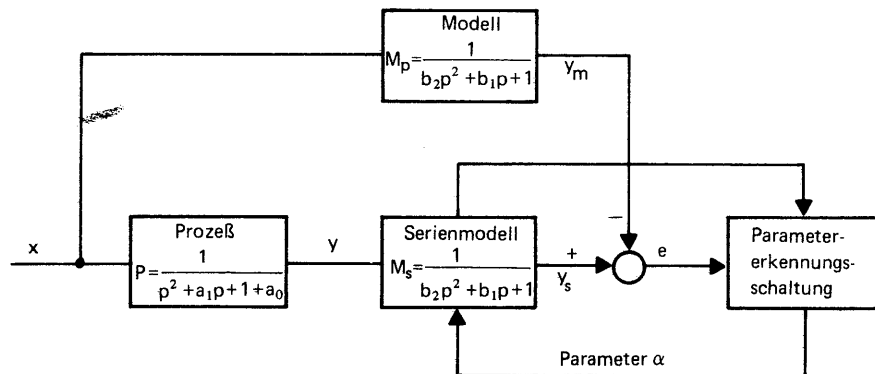 Modell
M_p = 1 / (b_2p^2 + b_1p + 1)
y_m
x
Prozeß
P = 1 / (p^2 + a_1p + 1 + a_0)
y
Serienmodell
M_s = 1 / (b_2p^2 + b_1p + 1)
−
+
y_s
e
Parameter-
erkennungs-
schaltung
Parameter α